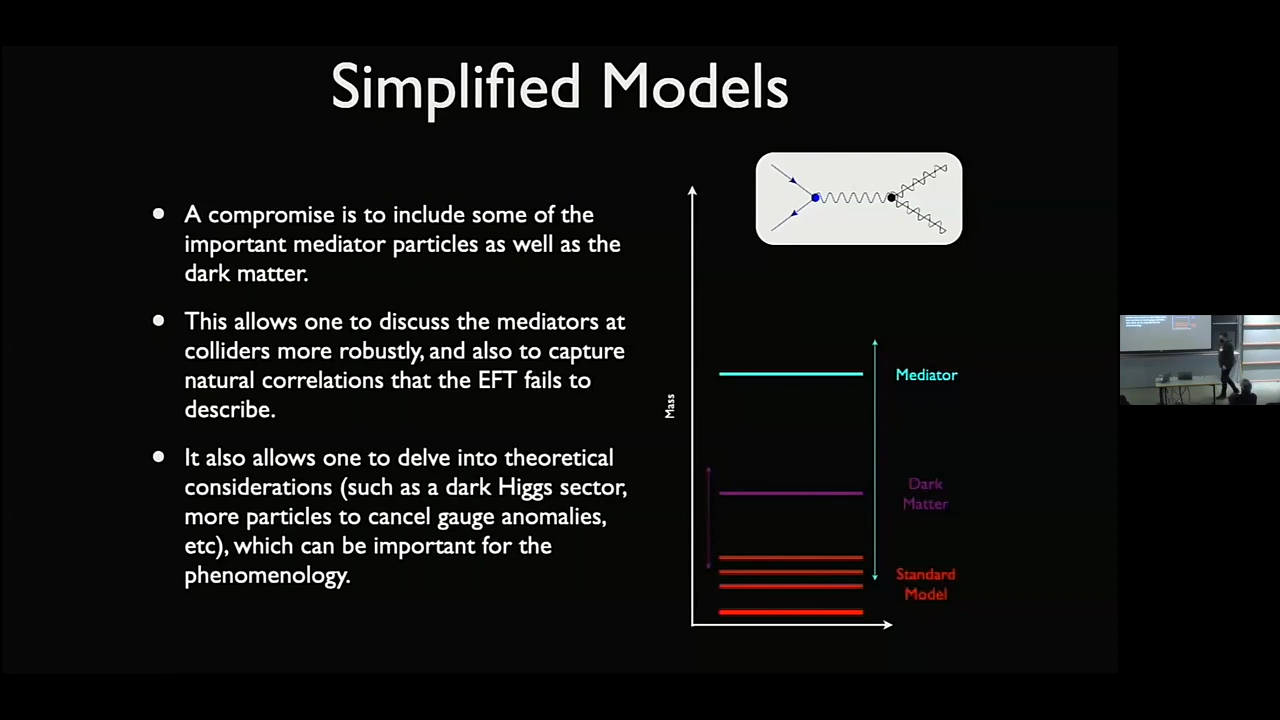 Simplified Models
• A compromise is to include some of the
important mediator particles as well as the
dark matter.
• This allows one to discuss the mediators at
colliders more robustly, and also to capture
natural correlations that the EFT fails to
describe.
• It also allows one to delve into theoretical
considerations (such as a dark Higgs sector,
more particles to cancel gauge anomalies,
etc), which can be important for the
phenomenology.
Mass
Mediator
Dark
Matter
Standard
Model